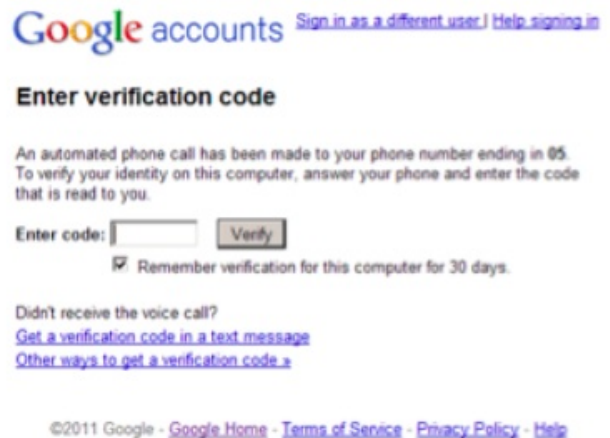 Google accounts Sign in as a different user | Help signing in
Enter verification code
An automated phone call has been made to your phone number ending in 05.
To verify your identity on this computer, answer your phone and enter the code
that is read to you.
Enter code: Verify
Remember verification for this computer for 30 days.
Didn't receive the voice call?
Get a verification code in a text message
Other ways to get a verification code »
©2011 Google - Google Home - Terms of Service - Privacy Policy - Help